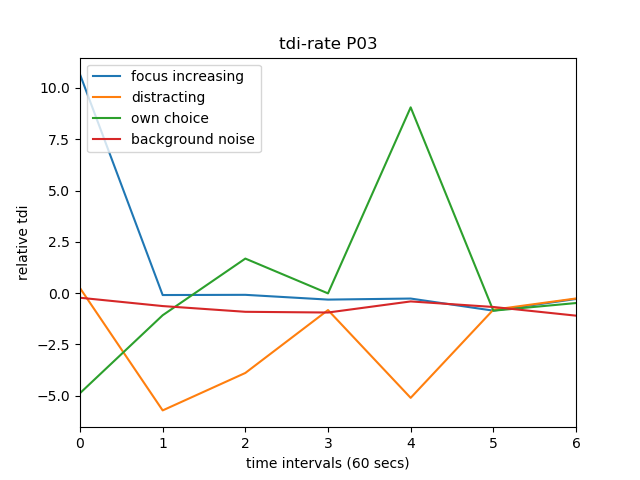 tdi-rate P03
focus increasing
distracting
own choice
background noise
relative tdi
10.0
7.5
5.0
2.5
0.0
−2.5
−5.0
0 1 2 3 4 5 6
time intervals (60 secs)